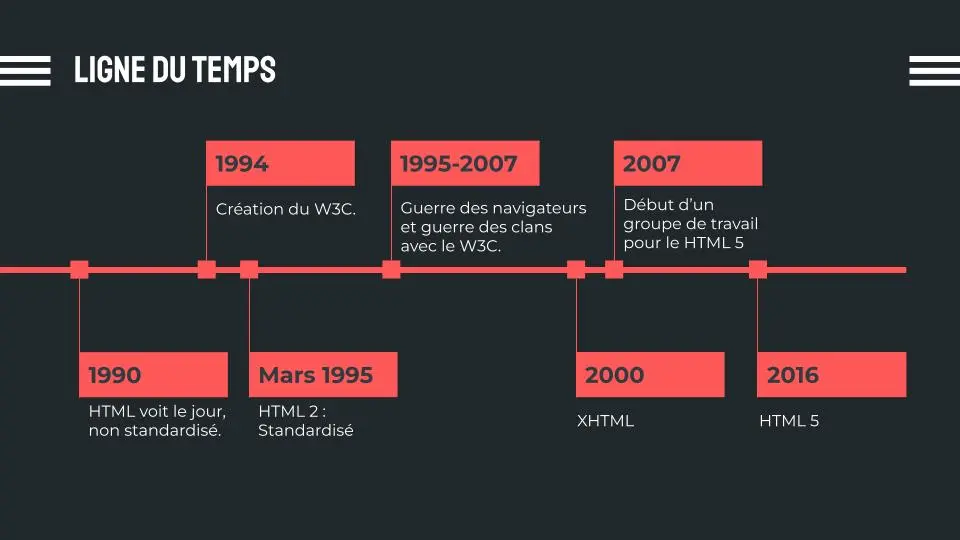 LIGNE DU TEMPS
1994
Création du W3C.
1995-2007
Guerre des navigateurs
et guerre des clans
avec le W3C.
2007
Début d’un
groupe de travail
pour le HTML 5
1990
HTML voit le jour,
non standardisé.
Mars 1995
HTML 2 :
Standardisé
2000
XHTML
2016
HTML 5